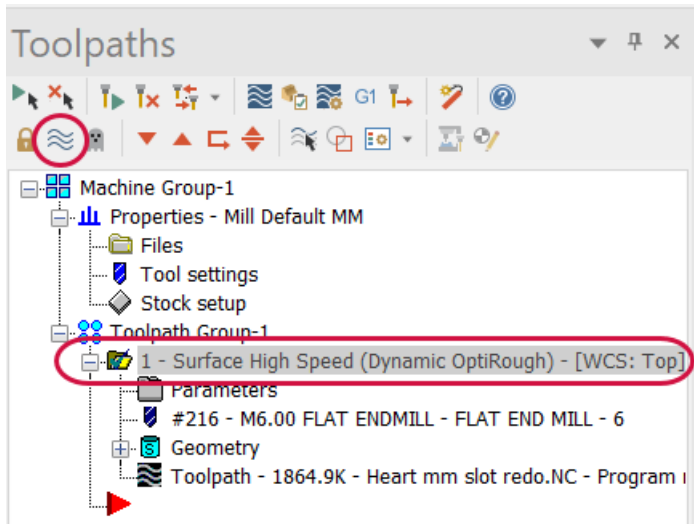 Toolpaths
G1
Machine Group-1
Properties - Mill Default MM
Files
Tool settings
Stock setup
Toolpath Group-1
1 - Surface High Speed (Dynamic OptiRough) - [WCS: Top]
Parameters
#216 - M6.00 FLAT ENDMILL - FLAT END MILL - 6
S Geometry
Toolpath - 1864.9K - Heart mm slot redo.NC - Program